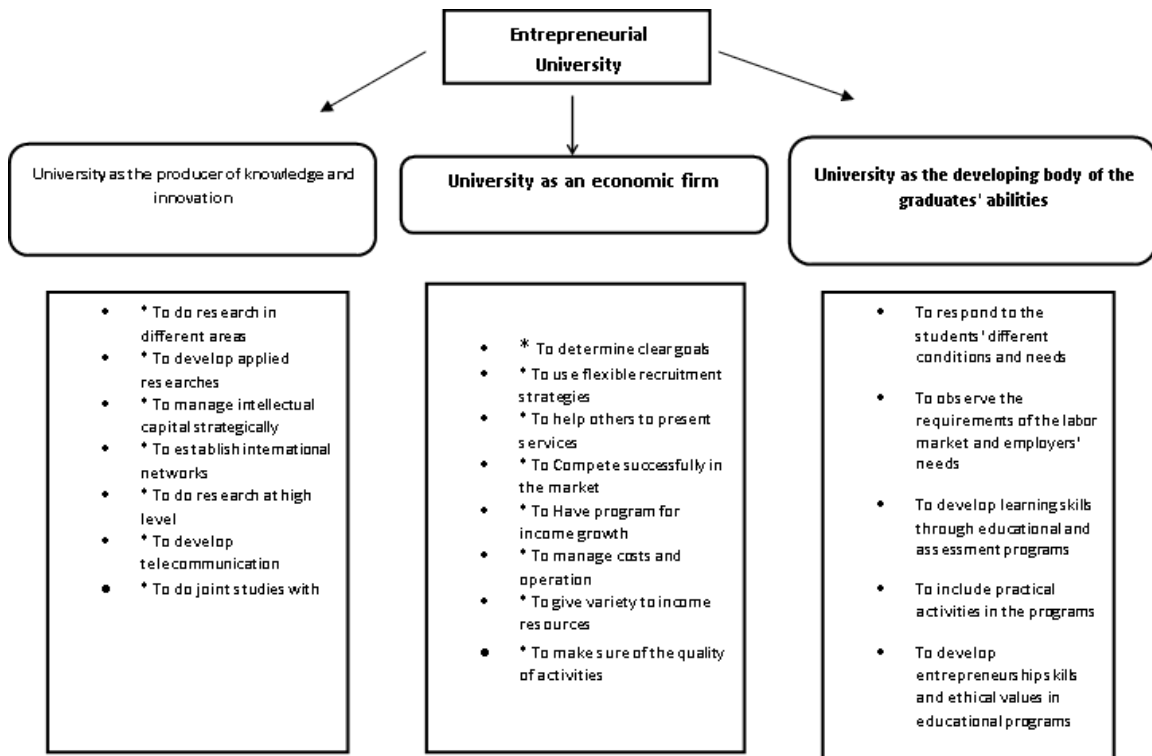 Entrepreneurial
University
University as the producer of knowledge and
innovation
University as an economic firm
University as the developing body of the
graduates' abilities
• * To do research in
different areas
• * To develop applied
researches
• * To manage intellectual
capital strategically
• * To establish international
networks
• * To do research at high
level
• * To develop
telecommunication
• * To do joint studies with
• * To determine clear goals
• * To use flexible recruitment
strategies
• * To help others to present
services
• * To Compete successfully in
the market
• * To Have program for
income growth
• * To manage costs and
operation
• * To give variety to income
resources
• * To make sure of the quality
of activities
• To respond to the
students' different
conditions and needs
• To observe the
requirements of the labor
market and employers'
needs
• To develop learning skills
through educational and
assessment programs
• To include practical
activities in the programs
• To develop
entrepreneurship skills
and ethical values in
educational programs